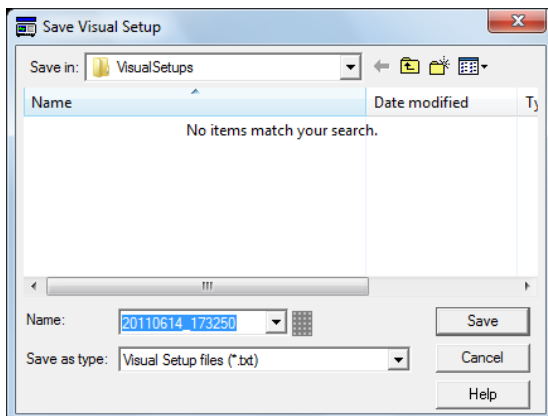 Save Visual Setup
Save in: VisualSetups
Name Date modified Ty
No items match your search.
Name: 20110614_173250 Save
Save as type: Visual Setup files (*.txt) Cancel
Help